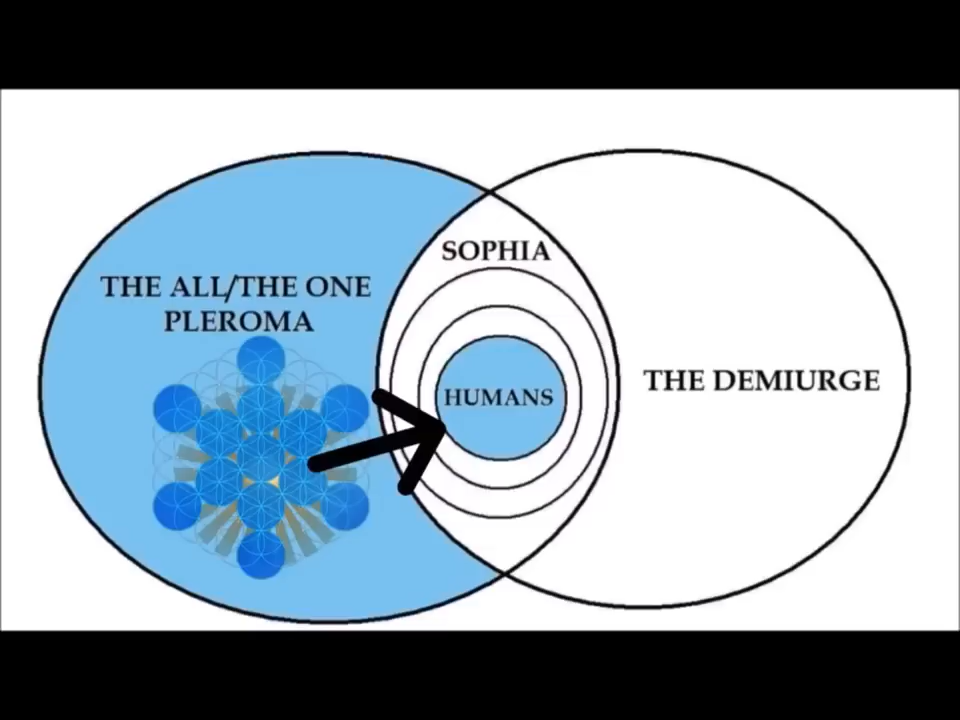 SOPHIA
THE ALL/THE ONE
PLEROMA
HUMANS
THE DEMIURGE